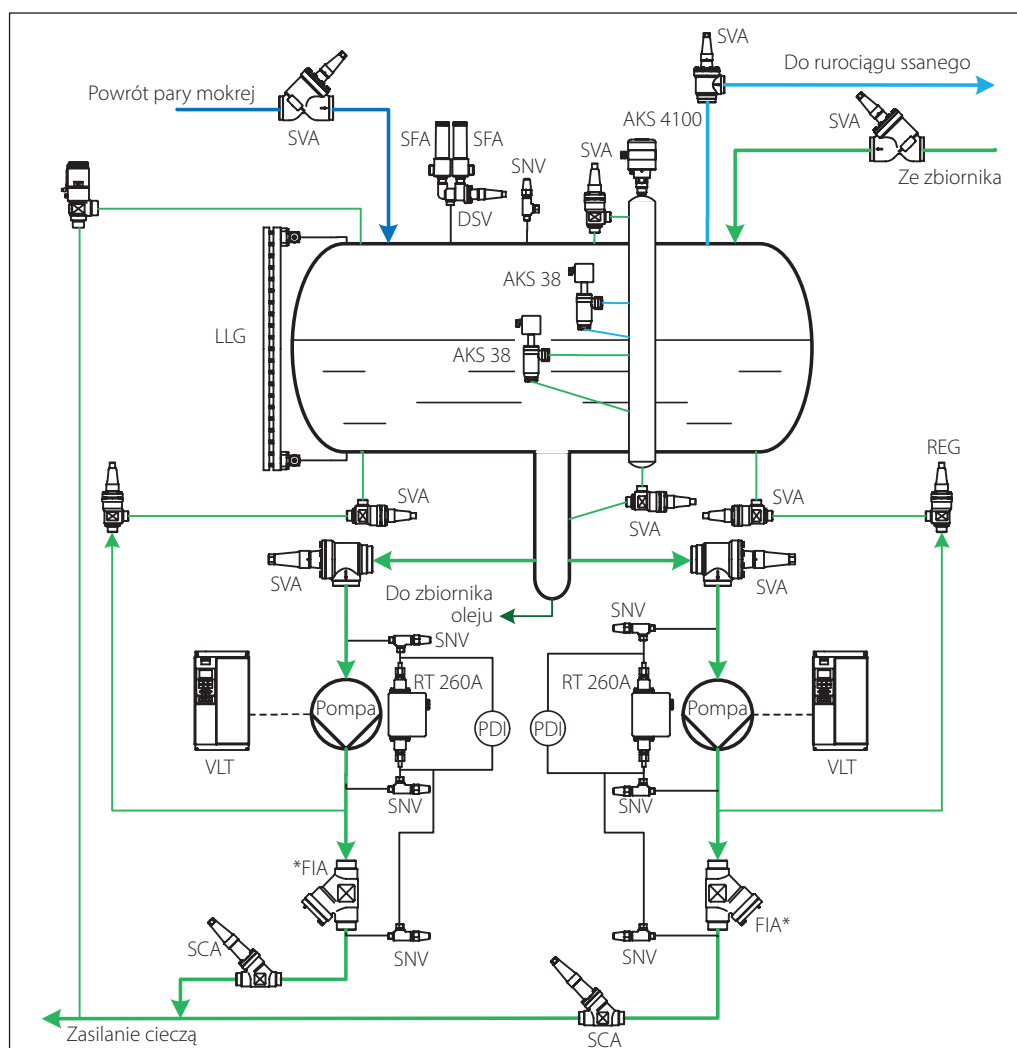 SVA
Do rurociągu ssanego
Powrót pary mokrej
SVA
AKS 4100
SVA
SFA
SFA
SVA
SNV
DSV
Ze zbiornika
AKS 38
LLG
AKS 38
REG
SVA
SVA
SVA
SVA
SVA
Do zbiornika
oleju
SNV
SNV
RT 260A
RT 260A
Pompa
PDI
PDI
Pompa
VLT
SNV
SNV
VLT
*FIA
FIA*
SCA
SNV
SNV
Zasilanie cieczą
SCA